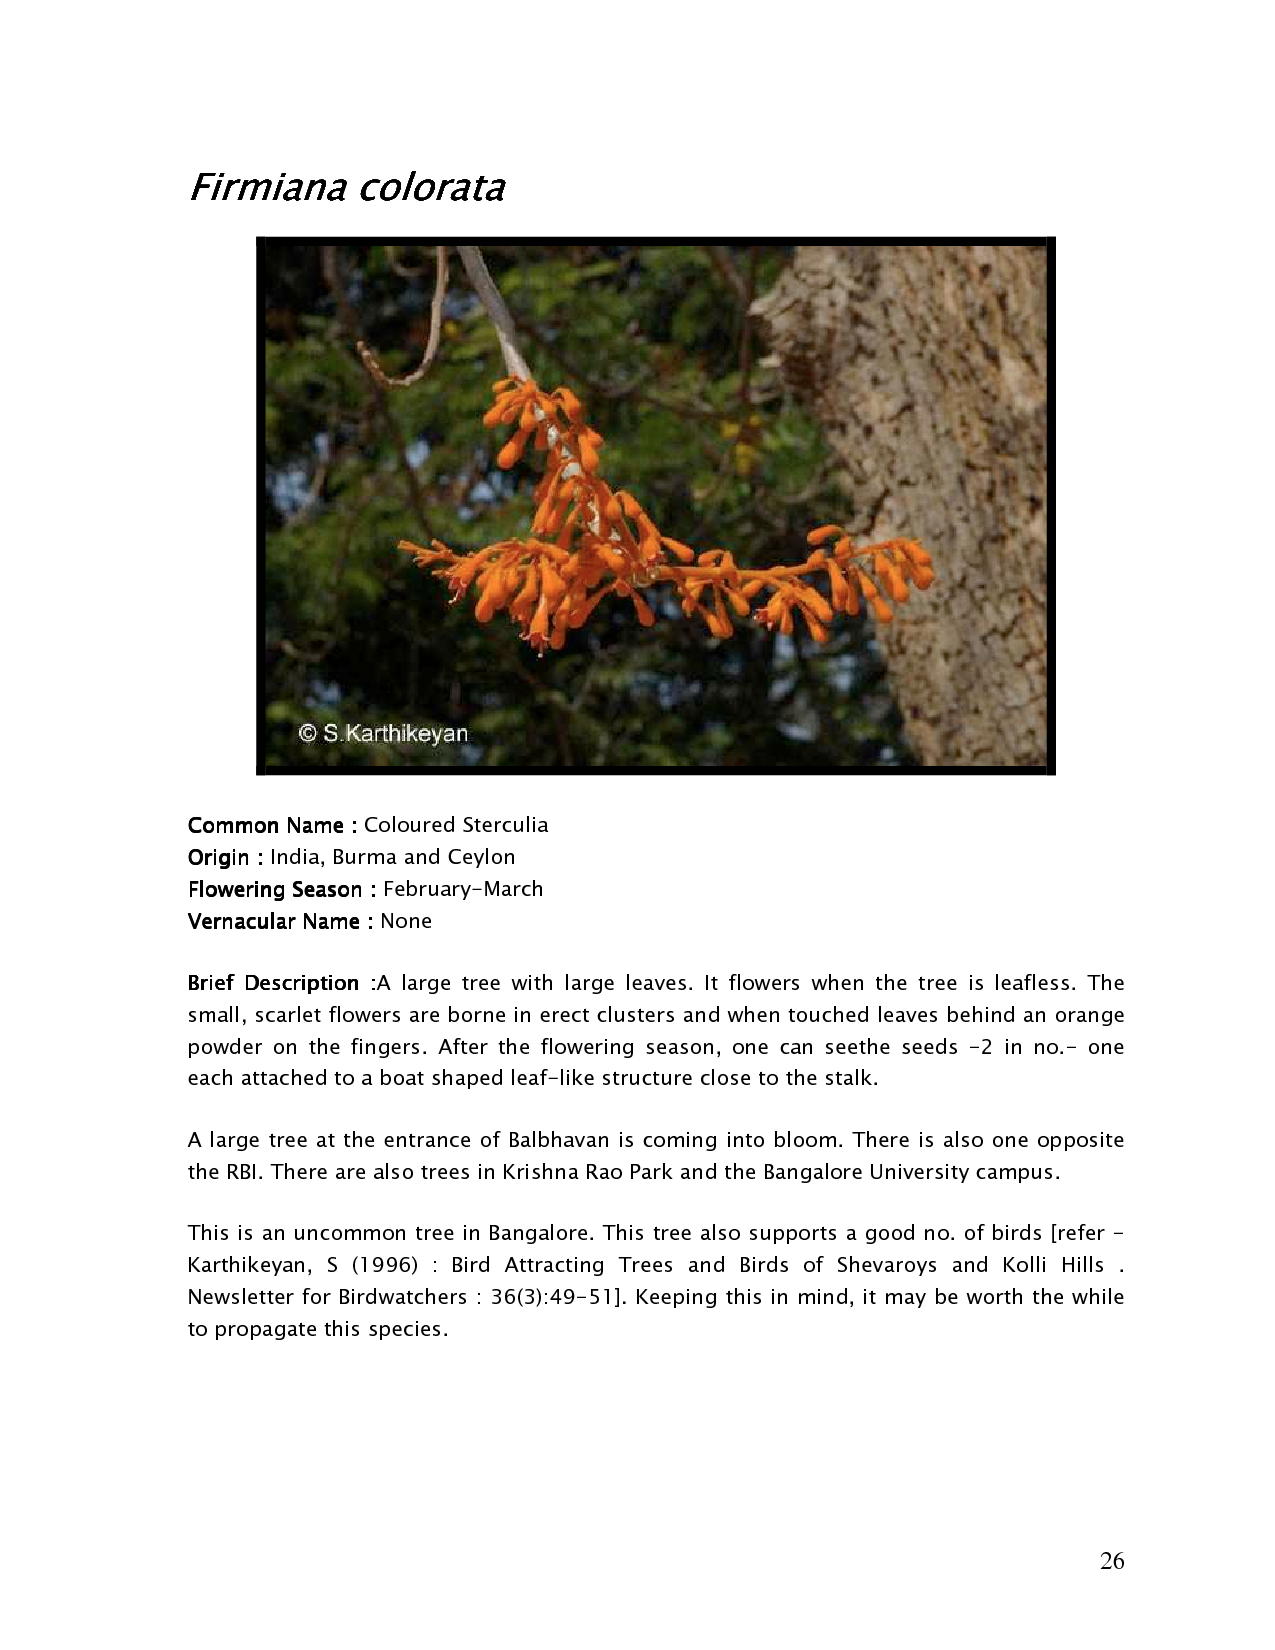 Firmiana colorata
© S.Karthikeyan
Common Name : Coloured Sterculia
Origin : India, Burma and Ceylon
Flowering Season : February-March
Vernacular Name : None
Brief Description :A large tree with large leaves. It flowers when the tree is leafless. The
small, scarlet flowers are borne in erect clusters and when touched leaves behind an orange
powder on the fingers. After the flowering season, one can seethe seeds -2 in no.- one
each attached to a boat shaped leaf-like structure close to the stalk.
A large tree at the entrance of Balbhavan is coming into bloom. There is also one opposite
the RBI. There are also trees in Krishna Rao Park and the Bangalore University campus.
This is an uncommon tree in Bangalore. This tree also supports a good no. of birds [refer -
Karthikeyan, S (1996) : Bird Attracting Trees and Birds of Shevaroys and Kolli Hills .
Newsletter for Birdwatchers : 36(3):49-51]. Keeping this in mind, it may be worth the while
to propagate this species.
26